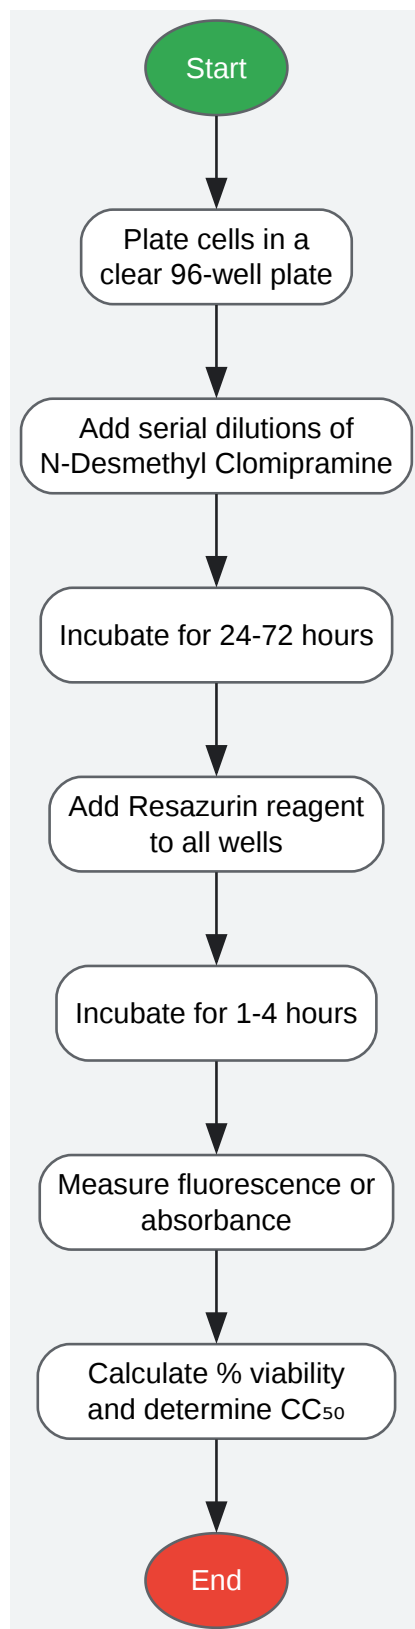 Start
Plate cells in a
clear 96-well plate
Add serial dilutions of
N-Desmethyl Clomipramine
Incubate for 24-72 hours
Add Resazurin reagent
to all wells
Incubate for 1-4 hours
Measure fluorescence or
absorbance
Calculate % viability
and determine CC₅₀
End